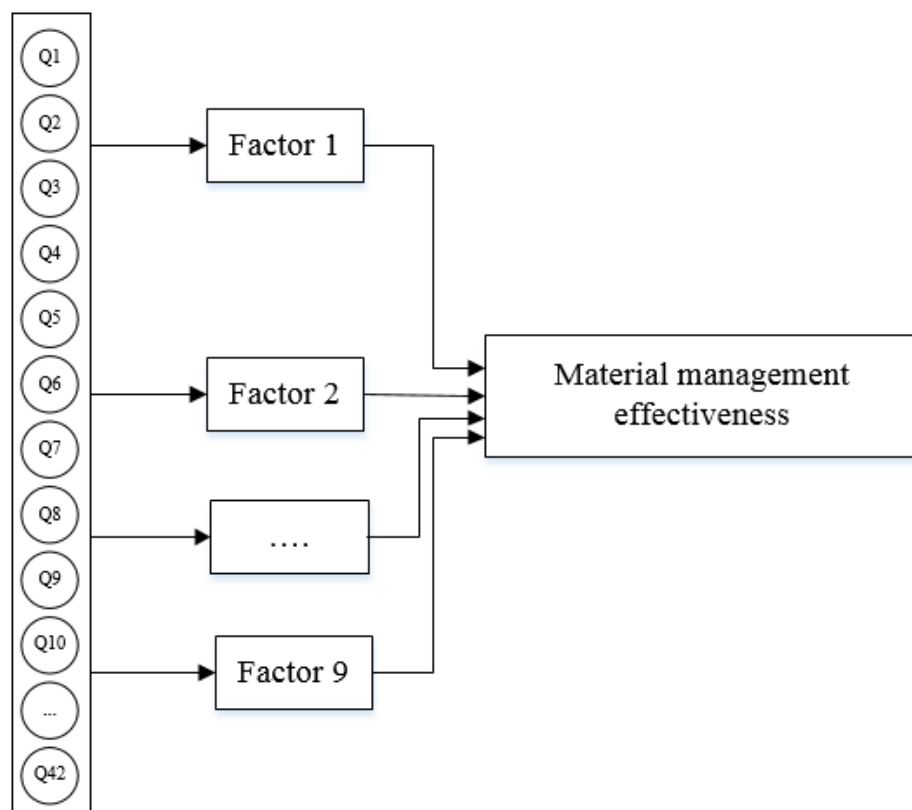 Q1
Q2
Q3
Q4
Q5
Q6
Q7
Q8
Q9
Q10
...
Q42
Factor 1
Factor 2
....
Factor 9
Material management
effectiveness